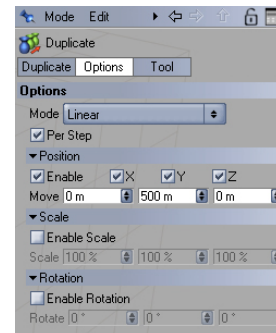 Mode Edit
Duplicate
Duplicate Options Tool
Options
Mode Linear
Per Step
Position
Enable X Y Z
Move 0 m 500 m 0 m
Scale
Enable Scale
Scale 100 % 100 % 100 %
Rotation
Enable Rotation
Rotate 0 ° 0 ° 0 °